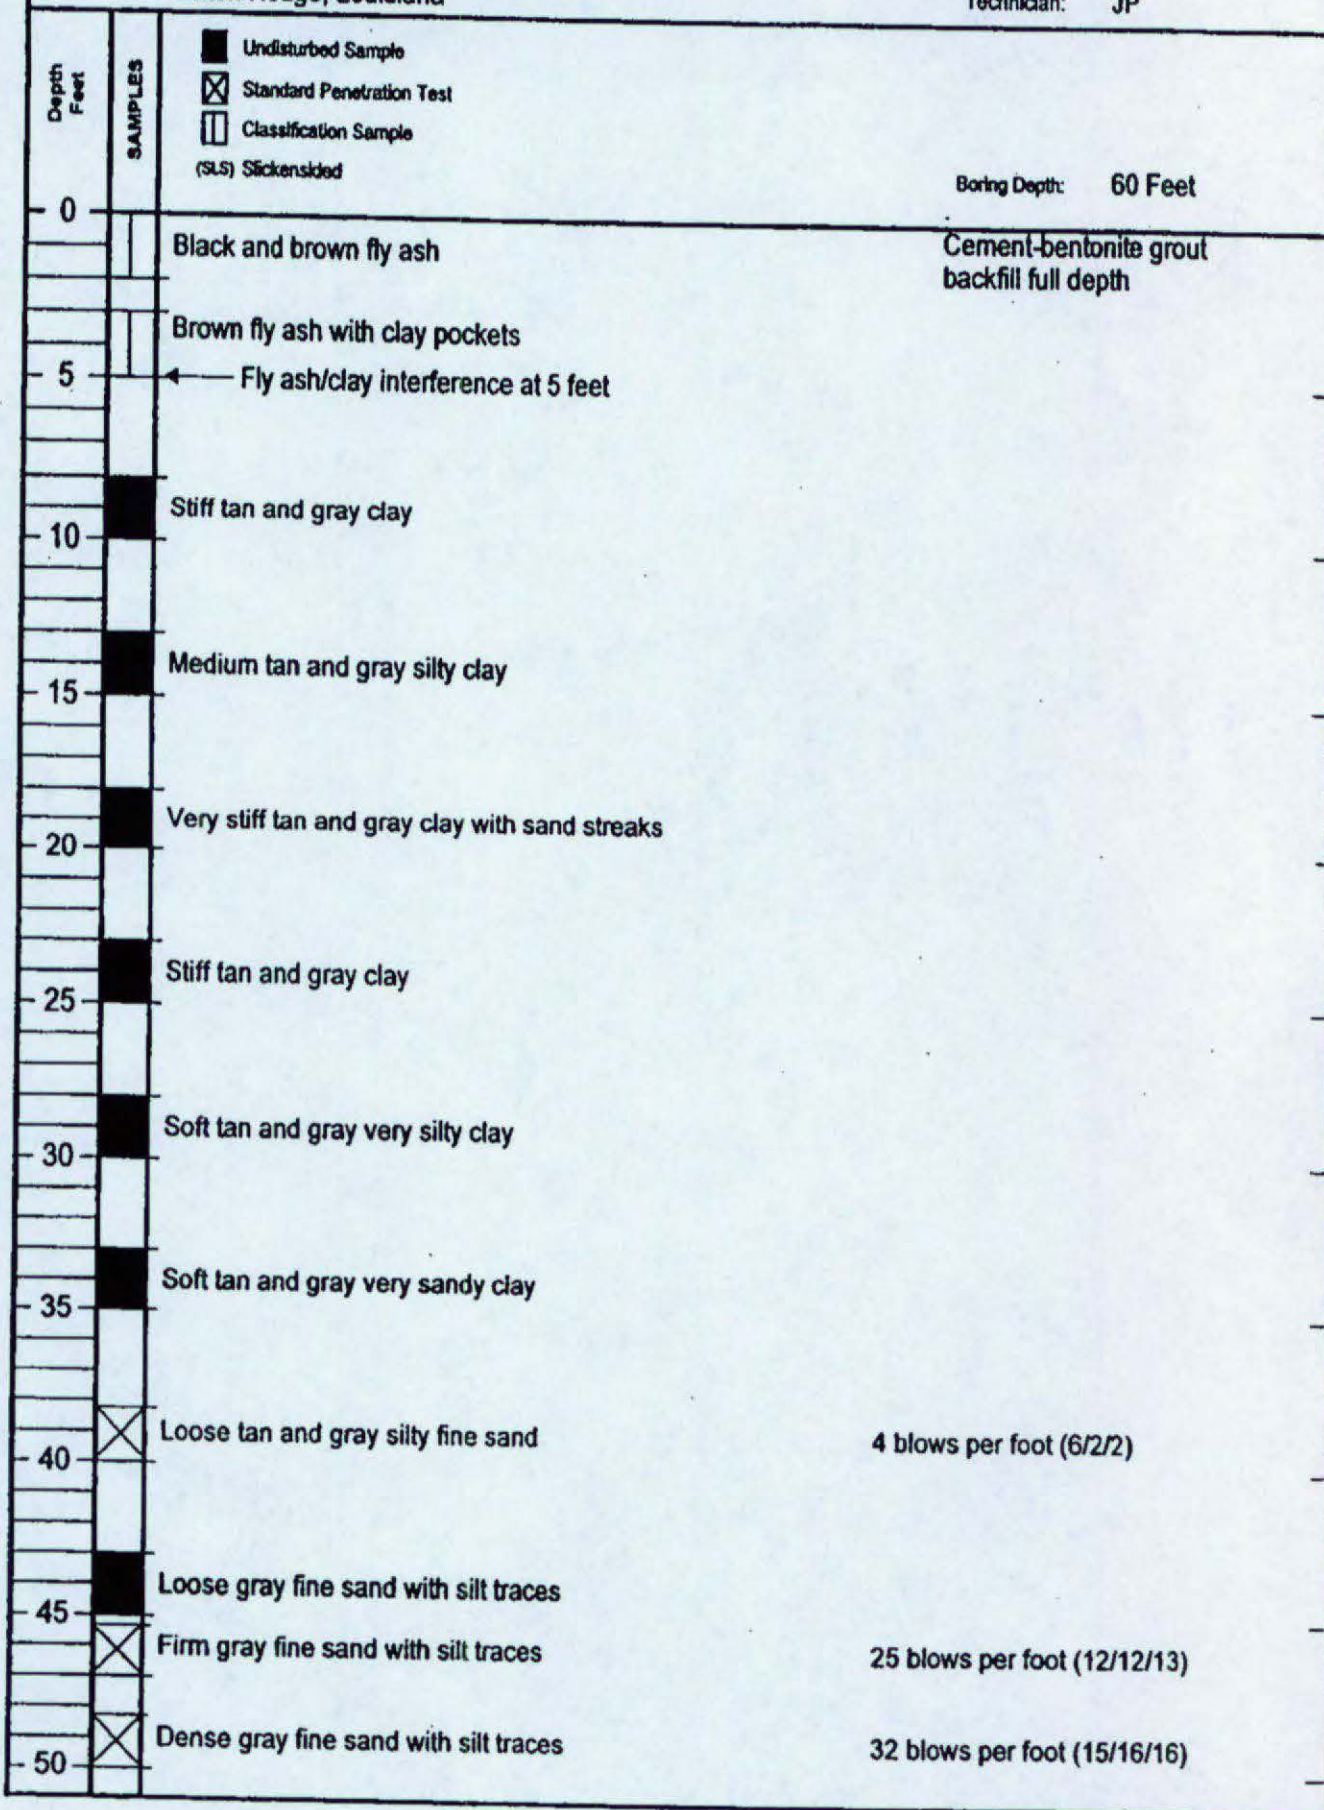 Technician: JP
Depth
Feet
SAMPLES
Undisturbed Sample
Standard Penetration Test
Classification Sample
(SLS) Slickensided
Boring Depth: 60 Feet
0
Black and brown fly ash
Cement-bentonite grout
backfill full depth
Brown fly ash with clay pockets
5
Fly ash/clay interference at 5 feet
Stiff tan and gray clay
10
Medium tan and gray silty clay
15
Very stiff tan and gray clay with sand streaks
20
Stiff tan and gray clay
25
Soft tan and gray very silty clay
30
Soft tan and gray very sandy clay
35
Loose tan and gray silty fine sand 4 blows per foot (6/2/2)
40
Loose gray fine sand with silt traces
45
Firm gray fine sand with silt traces 25 blows per foot (12/12/13)
Dense gray fine sand with silt traces 32 blows per foot (15/16/16)
50